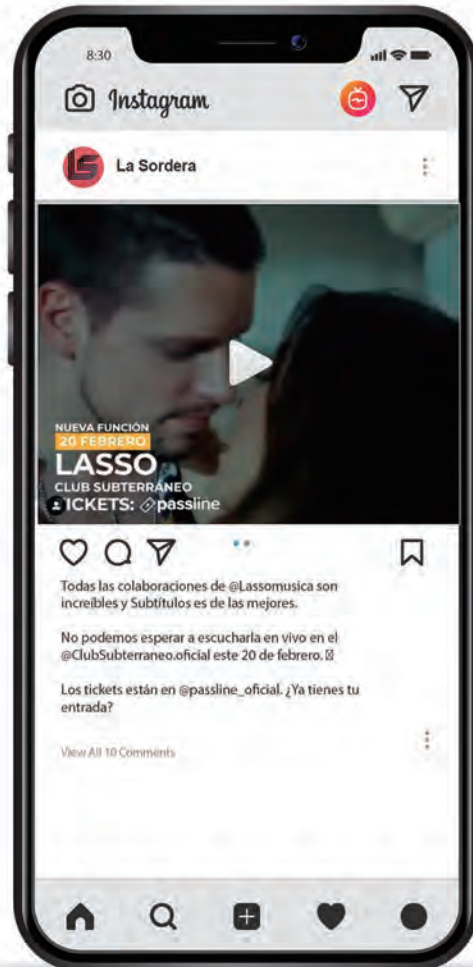 8:30
Instagram
LS
La Sordera
NUEVA FUNCIÓN
20 FEBRERO
LASSO
CLUB SUBTERRÁNEO
TICKETS: passline
Todas las colaboraciones de @Lassomusica son
increíbles y Subtítulos es de las mejores.
No podemos esperar a escucharla en vivo en el
@ClubSubterraneo.oficial este 20 de febrero.
Los tickets están en @passline_oficial. ¿Ya tienes tu
entrada?
View All 10 Comments